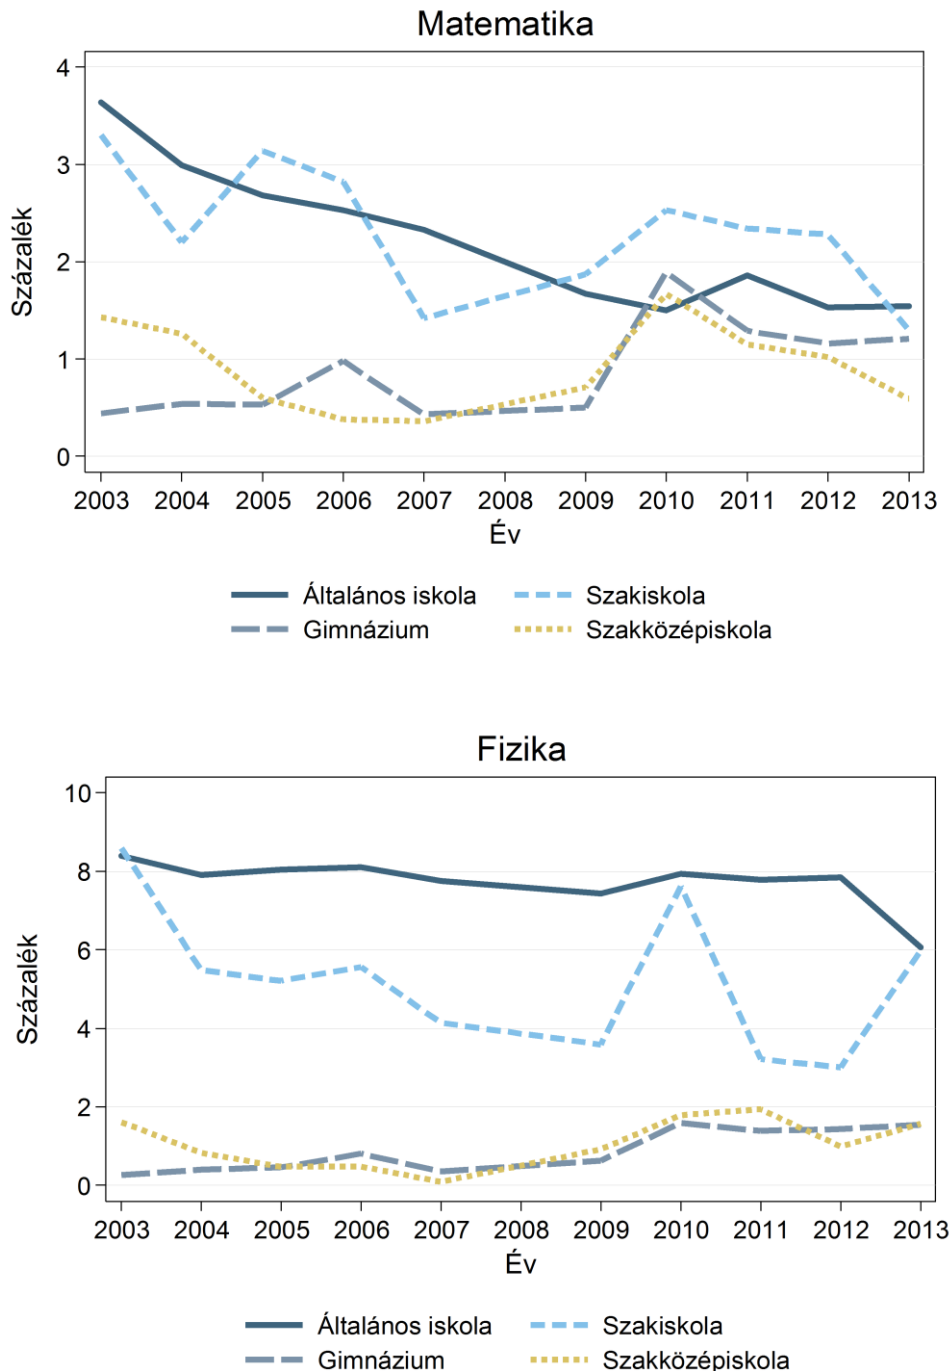 Matematika
4
3
2
1
0
Százalék
2003 2004 2005 2006 2007 2008 2009 2010 2011 2012 2013
Év
Általános iskola Szakiskola
Gimnázium Szakközépiskola
Fizika
10
8
6
4
2
0
Százalék
2003 2004 2005 2006 2007 2008 2009 2010 2011 2012 2013
Év
Általános iskola Szakiskola
Gimnázium Szakközépiskola